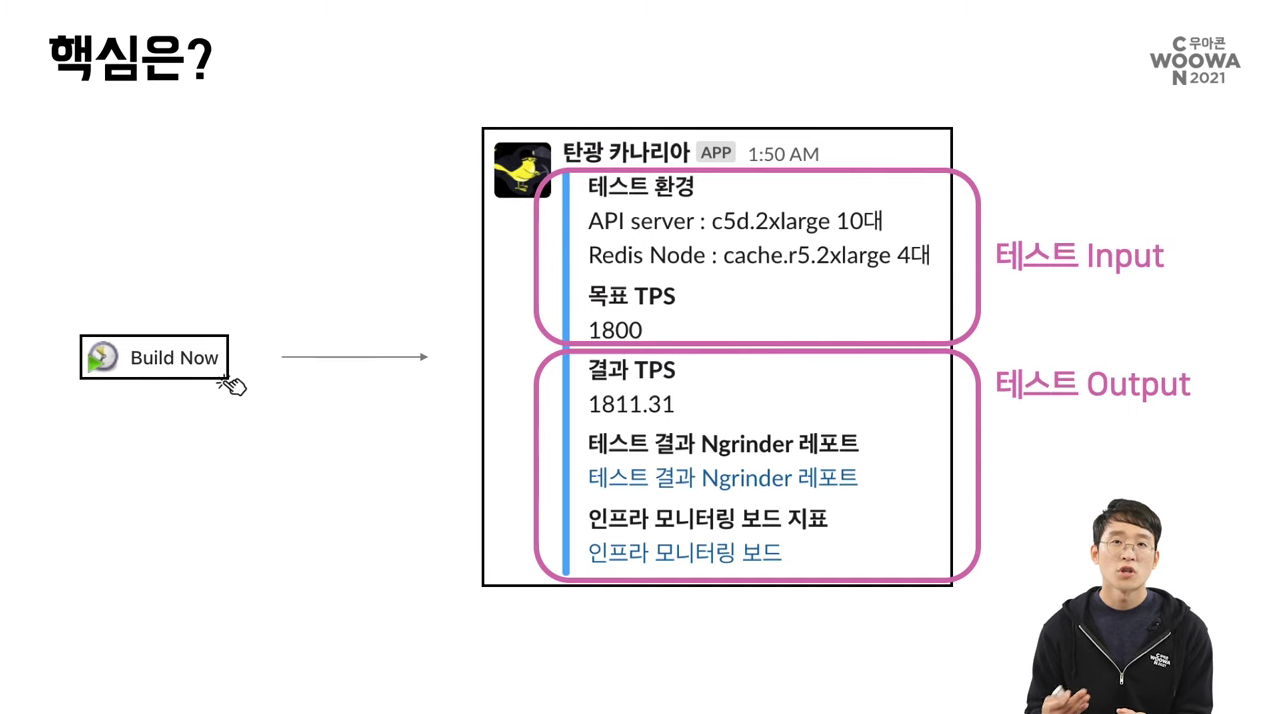 핵심은?
C 우아콘
WOOWA
N 2021
탄광 카나리아 APP 1:50 AM
테스트 환경
API server : c5d.2xlarge 10대
Redis Node : cache.r5.2xlarge 4대
목표 TPS
1800
테스트 Input
Build Now
결과 TPS
1811.31
테스트 Output
테스트 결과 Ngrinder 레포트
테스트 결과 Ngrinder 레포트
인프라 모니터링 보드 지표
인프라 모니터링 보드
WOOWA